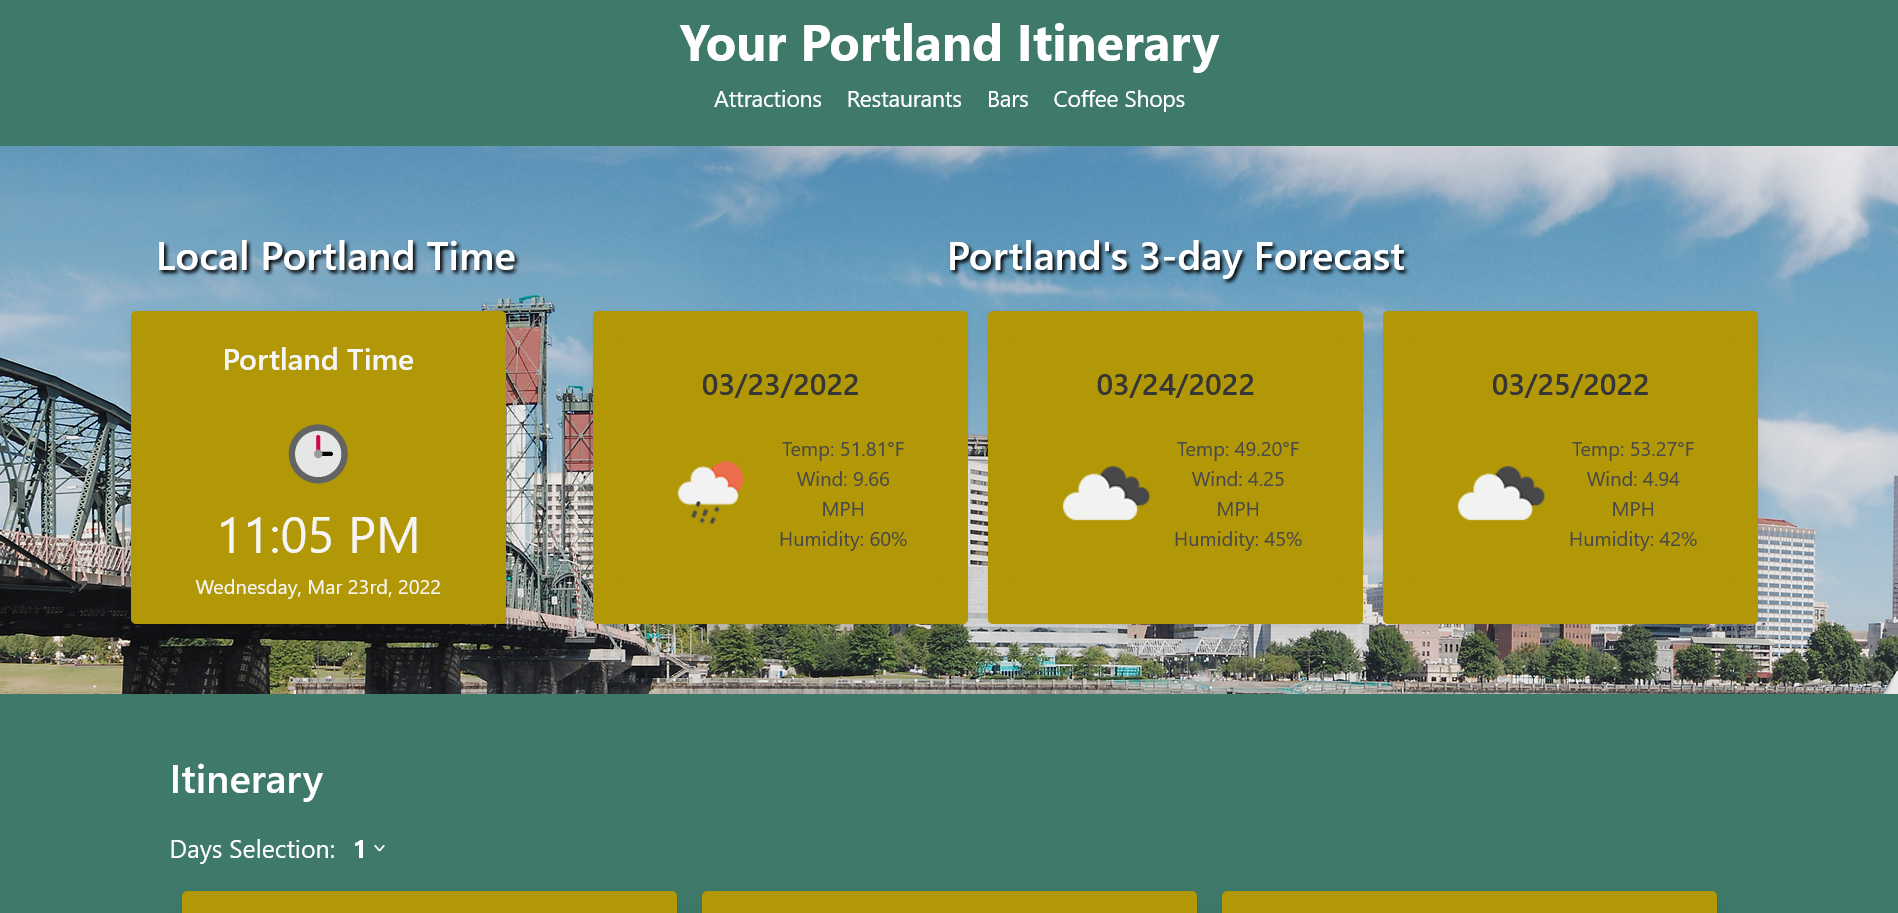 Your Portland Itinerary
Attractions Restaurants Bars Coffee Shops
Local Portland Time
Portland's 3-day Forecast
Portland Time
11:05 PM
Wednesday, Mar 23rd, 2022
03/23/2022
Temp: 51.81°F
Wind: 9.66
MPH
Humidity: 60%
03/24/2022
Temp: 49.20°F
Wind: 4.25
MPH
Humidity: 45%
03/25/2022
Temp: 53.27°F
Wind: 4.94
MPH
Humidity: 42%
Itinerary
Days Selection: 1